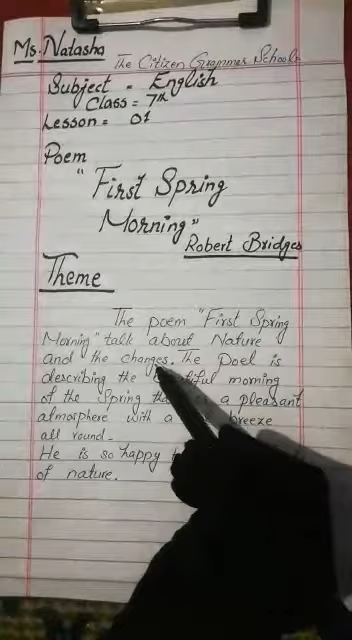 Ms. Natasha
The Citizen Grammer Schools
Subject = English
Class = 7th
Lesson = 01
Poem
"First Spring
Morning"
Robert Bridges
Theme
The poem "First Spring
Morning" talk about Nature
and the changes. The Poet is
describing the morning
of the Spring a pleasant
atmosphere with a breeze
all round.
He is so happy
of nature.